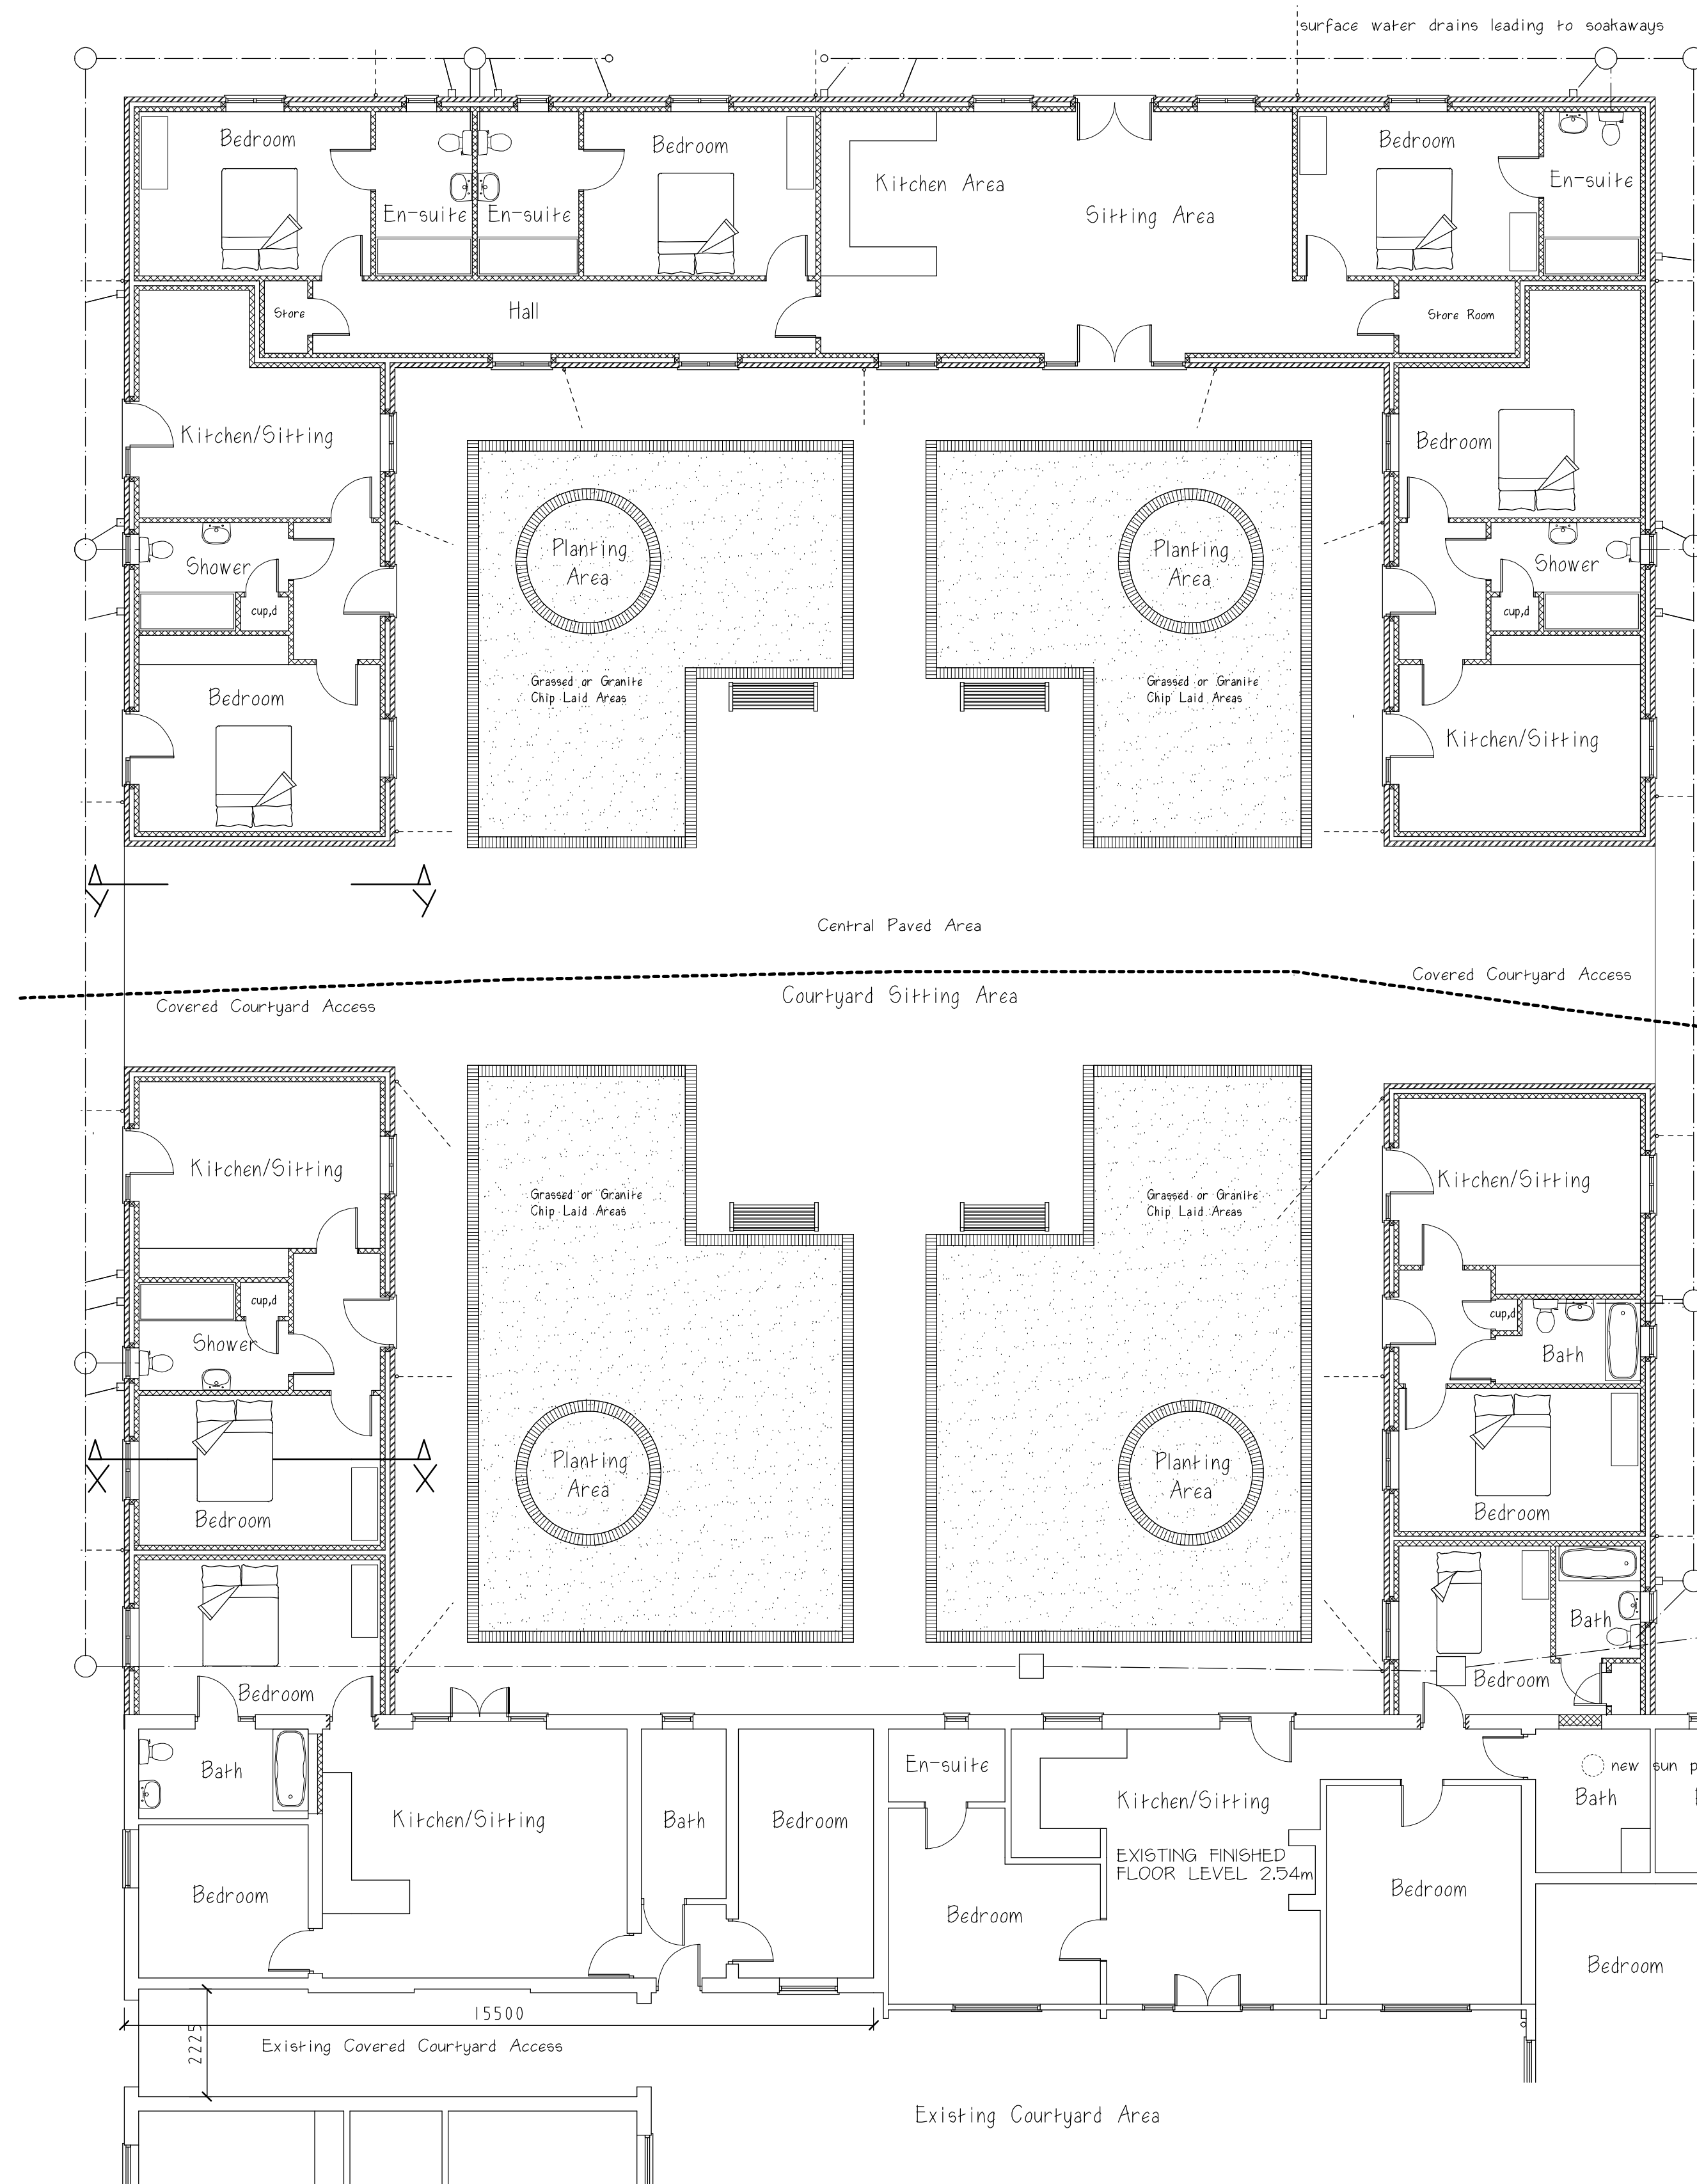 surface water drains leading to soakaways
Bedroom
Bedroom
Bedroom
Kitchen Area
En-suite
En-suite
En-suite
Sitting Area
Store
Hall
Store Room
Kitchen/Sitting
Bedroom
Planting
Area
Planting
Area
Shower
Shower
cup,d
cup,d
Grassed or Granite
Chip Laid Areas
Grassed or Granite
Chip Laid Areas
Bedroom
Kitchen/Sitting
Y
Y
Central Paved Area
Covered Courtyard Access
Courtyard Sitting Area
Covered Courtyard Access
Kitchen/Sitting
Kitchen/Sitting
Grassed or Granite
Chip Laid Areas
Grassed or Granite
Chip Laid Areas
cup,d
cup,d
Shower
Bath
Planting
Area
Planting
Area
X
X
Bedroom
Bedroom
Bath
Bedroom
Bedroom
Bath
En-suite
new sun p
Bath
Kitchen/Sitting
Bath
Bedroom
Kitchen/Sitting
EXISTING FINISHED
FLOOR LEVEL 2.54m
Bedroom
Bedroom
Bedroom
Bedroom
15500
2225
Existing Covered Courtyard Access
Existing Courtyard Area